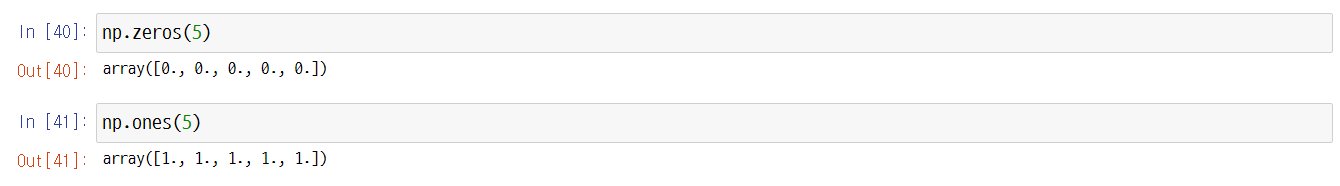 In [40]: np.zeros(5)
Out[40]: array([0., 0., 0., 0., 0.])
In [41]: np.ones(5)
Out[41]: array([1., 1., 1., 1., 1.])